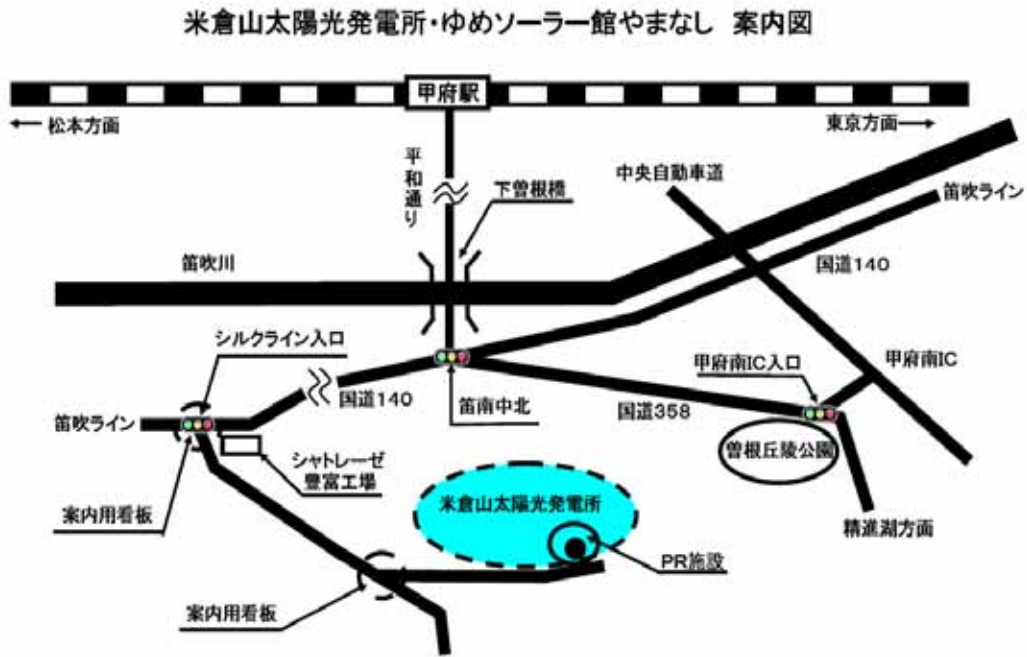 米倉山太陽光発電所・ゆめソーラー館やまなし 案内図
甲府駅
松本方面
東京方面
平和通り
下曽根橋
中央自動車道
笛吹ライン
笛吹川
国道140
シルクライン入口
甲府南IC入口
甲府南IC
国道140
笛南中北
国道358
笛吹ライン
シャトレーゼ
豊富工場
曽根丘陵公園
案内用看板
米倉山太陽光発電所
精進湖方面
PR施設
案内用看板